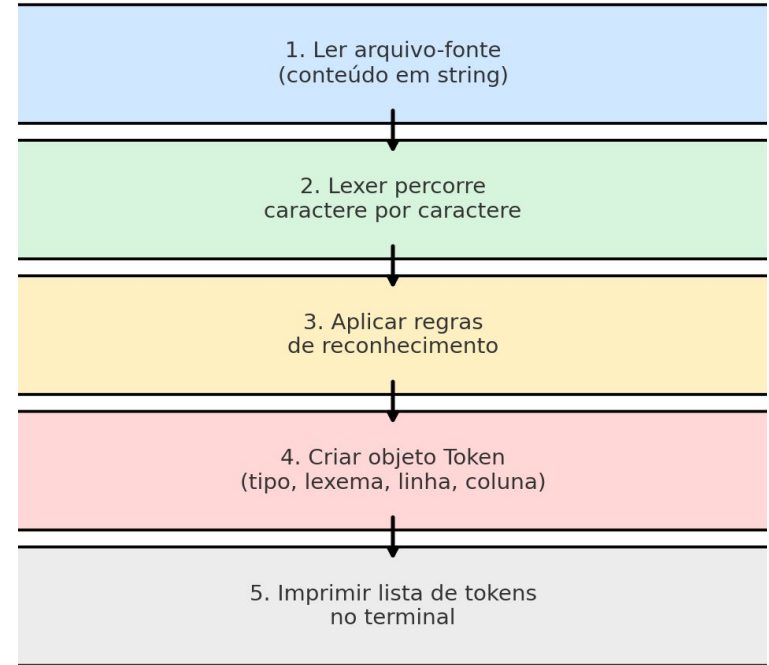 1. Ler arquivo-fonte
(conteúdo em string)
2. Lexer percorre
caractere por caractere
3. Aplicar regras
de reconhecimento
4. Criar objeto Token
(tipo, lexema, linha, coluna)
5. Imprimir lista de tokens
no terminal